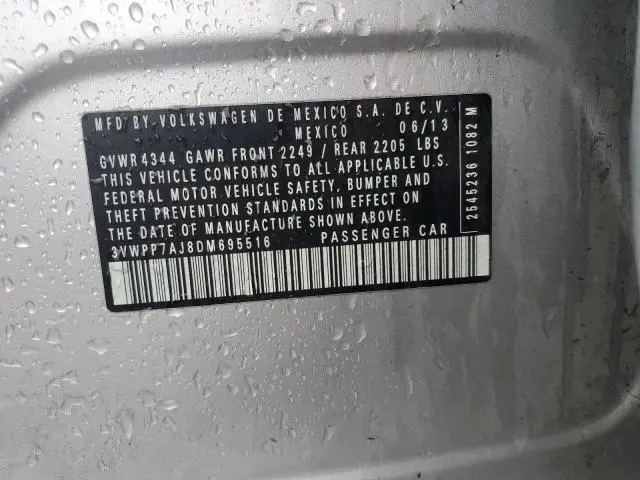 MFD BY VOLKSWAGEN DE MEXICO S.A. DE C.V.
MEXICO 06/13
GVWR 4344 GAWR FRONT 2249 / REAR 2205 LBS
THIS VEHICLE CONFORMS TO ALL APPLICABLE U.S.
FEDERAL MOTOR VEHICLE SAFETY, BUMPER AND
THEFT PREVENTION STANDARDS IN EFFECT ON
THE DATE OF MANUFACTURE SHOWN ABOVE.
3VWPP7AJ8DM695516 PASSENGER CAR
2545236 1082 M